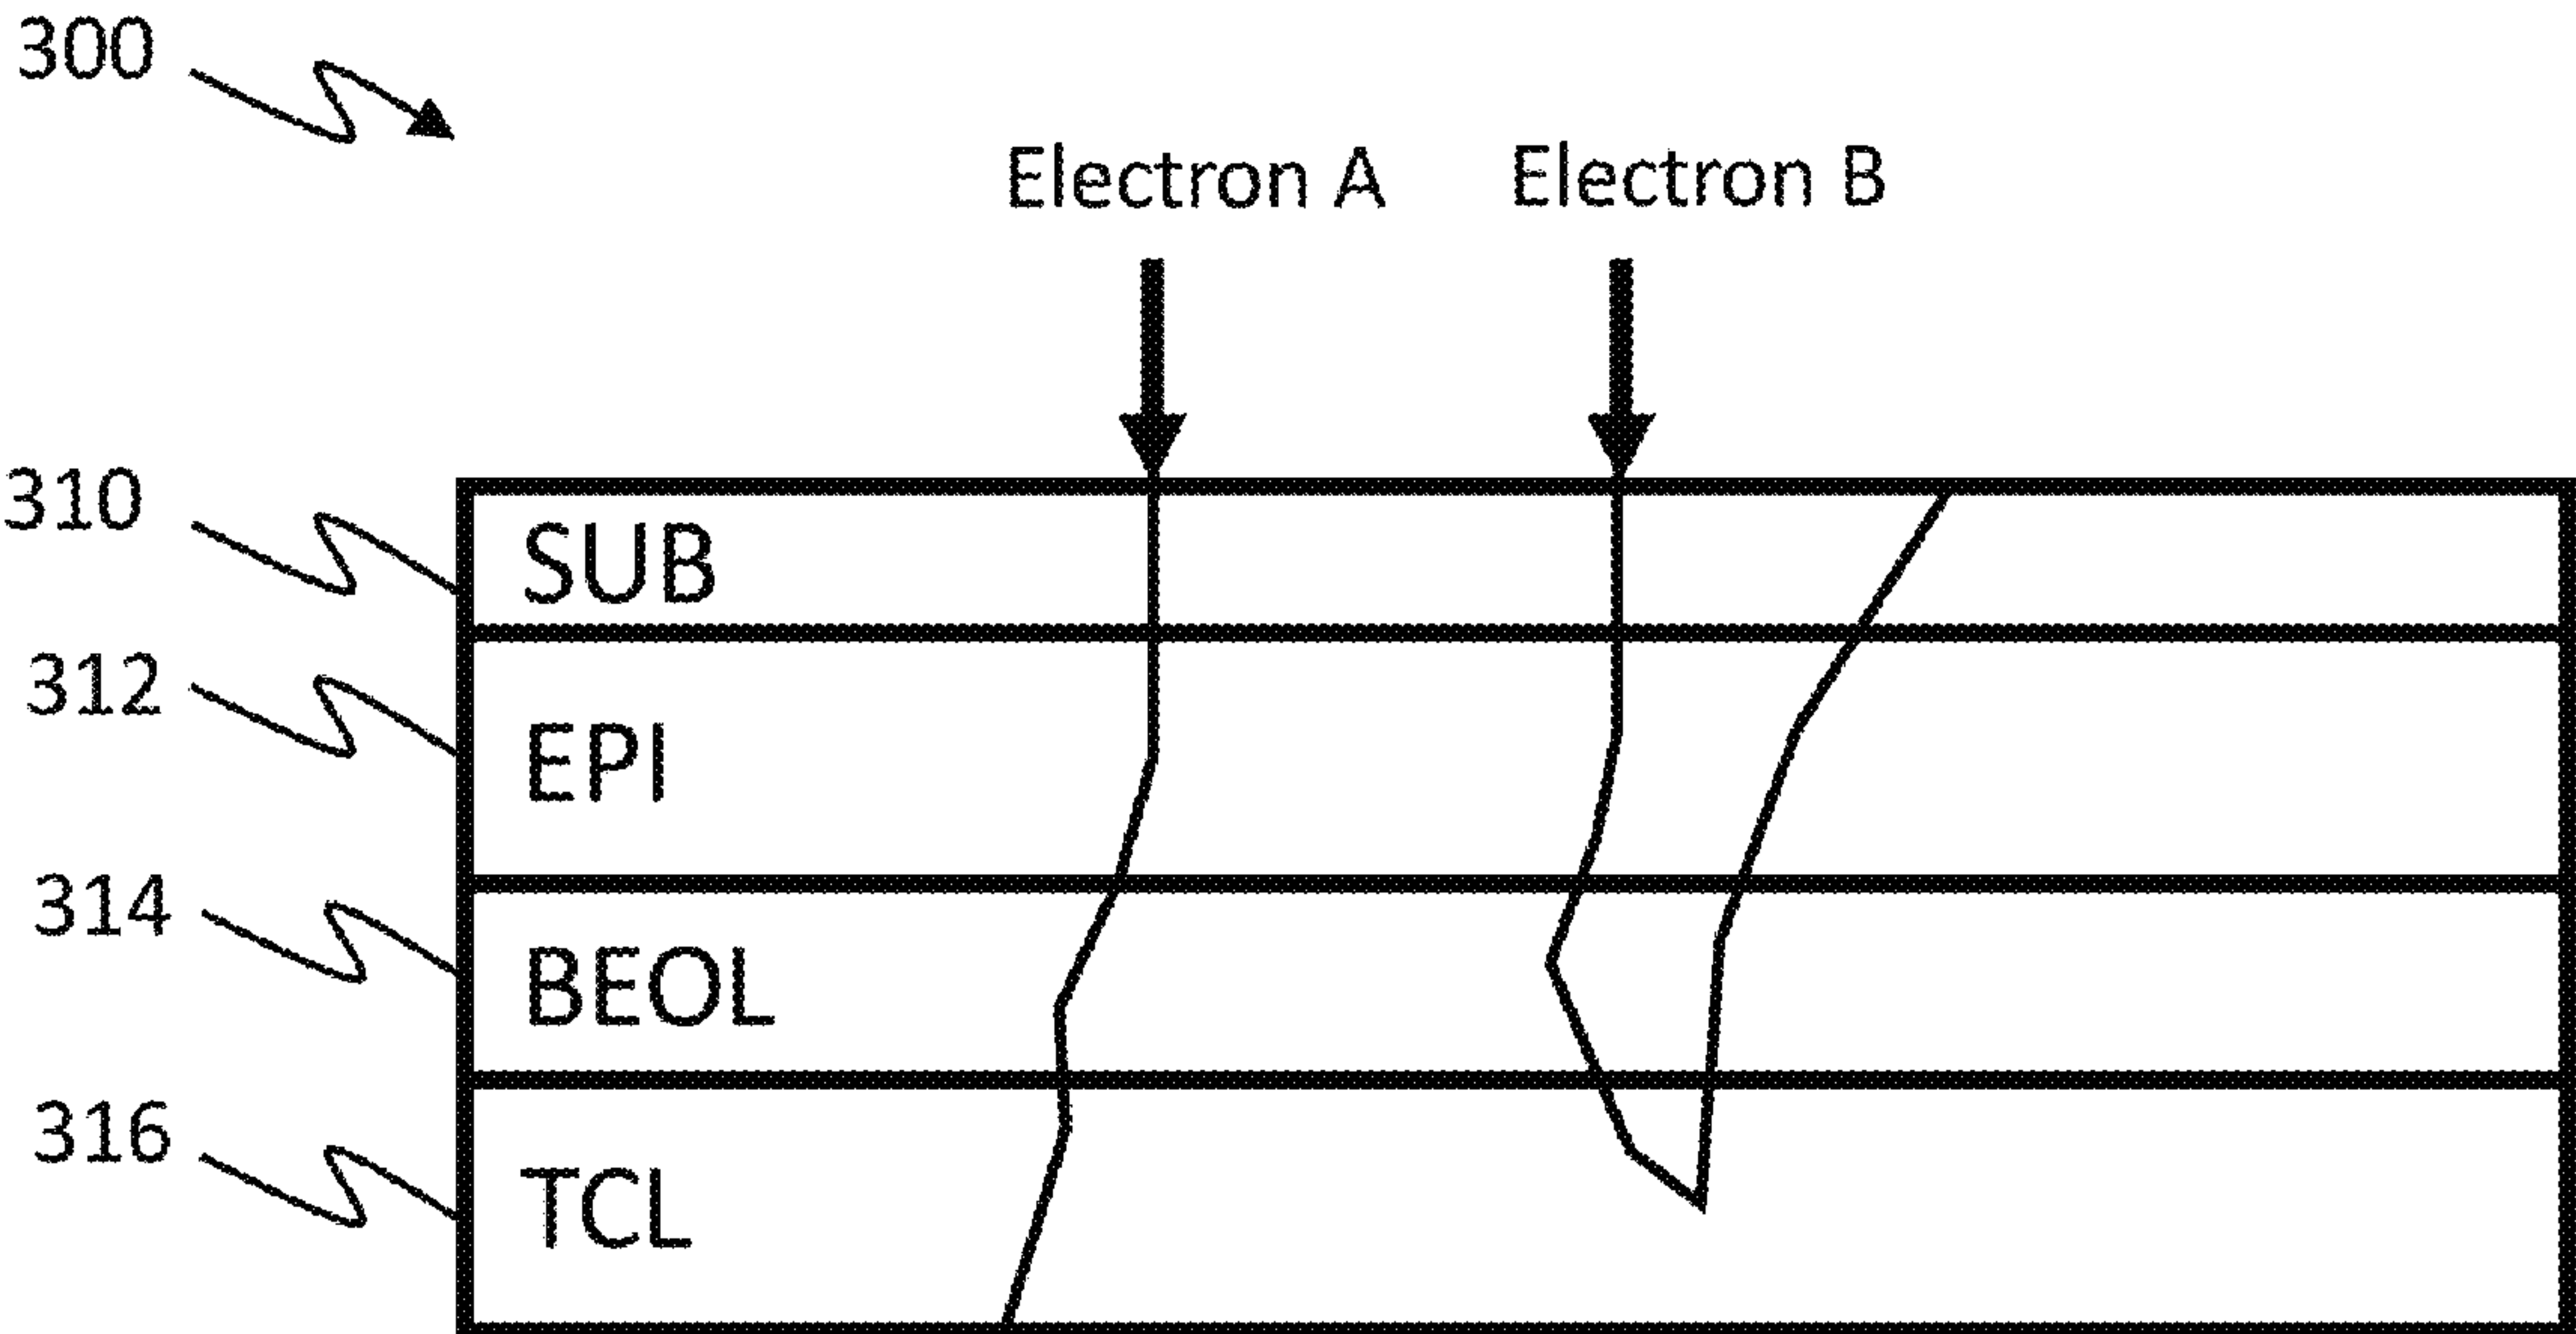 300
Electron A Electron B
310
SUB
312
EPI
314
BEOL
316
TCL